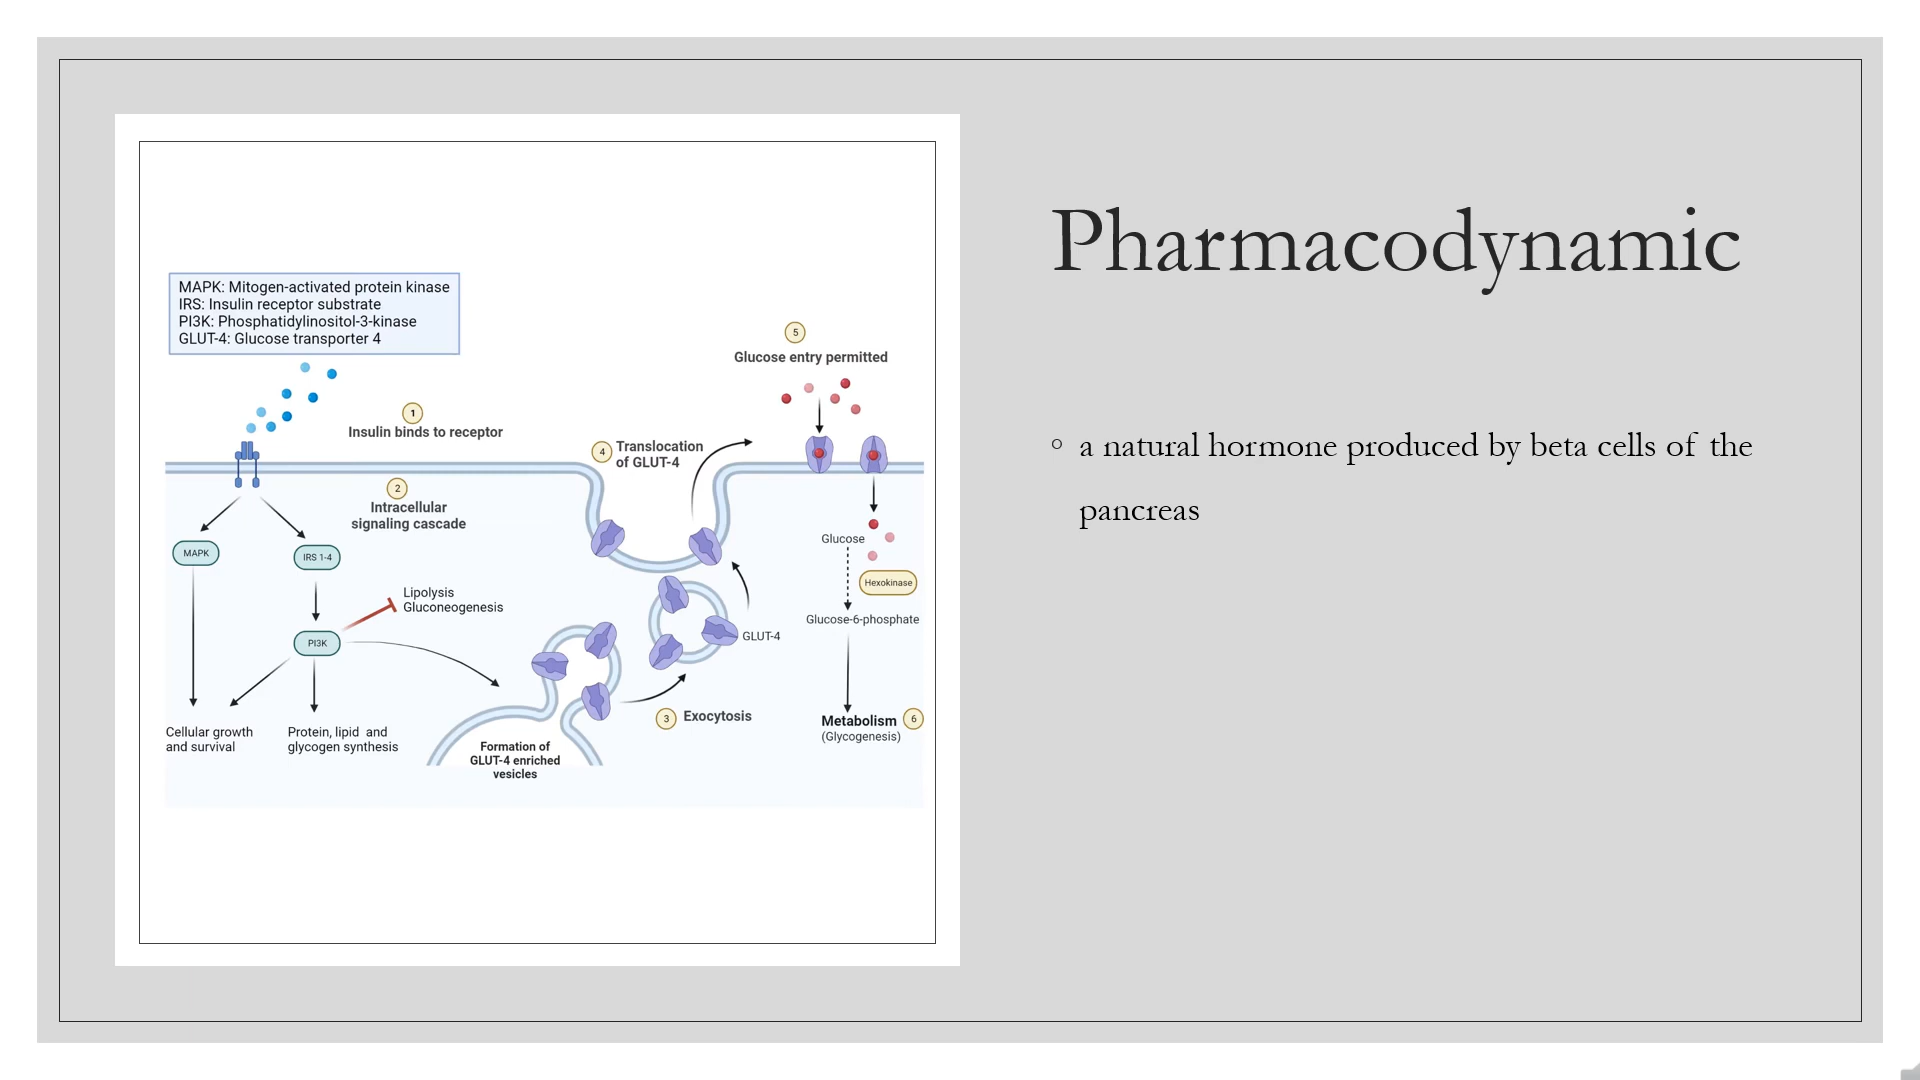 MAPK: Mitogen-activated protein kinase
IRS: Insulin receptor substrate
PI3K: Phosphatidylinositol-3-kinase
GLUT-4: Glucose transporter 4
1
Insulin binds to receptor
2
Intracellular
signaling cascade
MAPK
IRS 1-4
Lipolysis
Gluconeogenesis
PI3K
Cellular growth
and survival
Protein, lipid and
glycogen synthesis
Formation of
GLUT-4 enriched
vesicles
3 Exocytosis
GLUT-4
4 Translocation
of GLUT-4
5
Glucose entry permitted
Glucose
Hexokinase
Glucose-6-phosphate
Metabolism 6
(Glycogenesis)
Pharmacodynamic
◦ a natural hormone produced by beta cells of the
pancreas